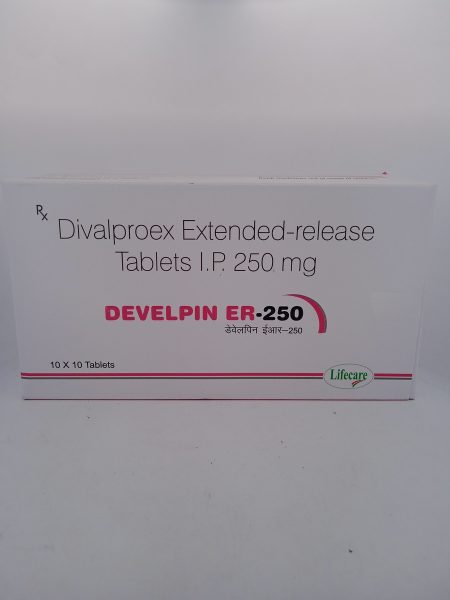 Rx
Divalproex Extended-release
Tablets I.P. 250 mg
DEVELPIN ER-250
डेवेलपिन ईआर–250
10 X 10 Tablets
Lifecare